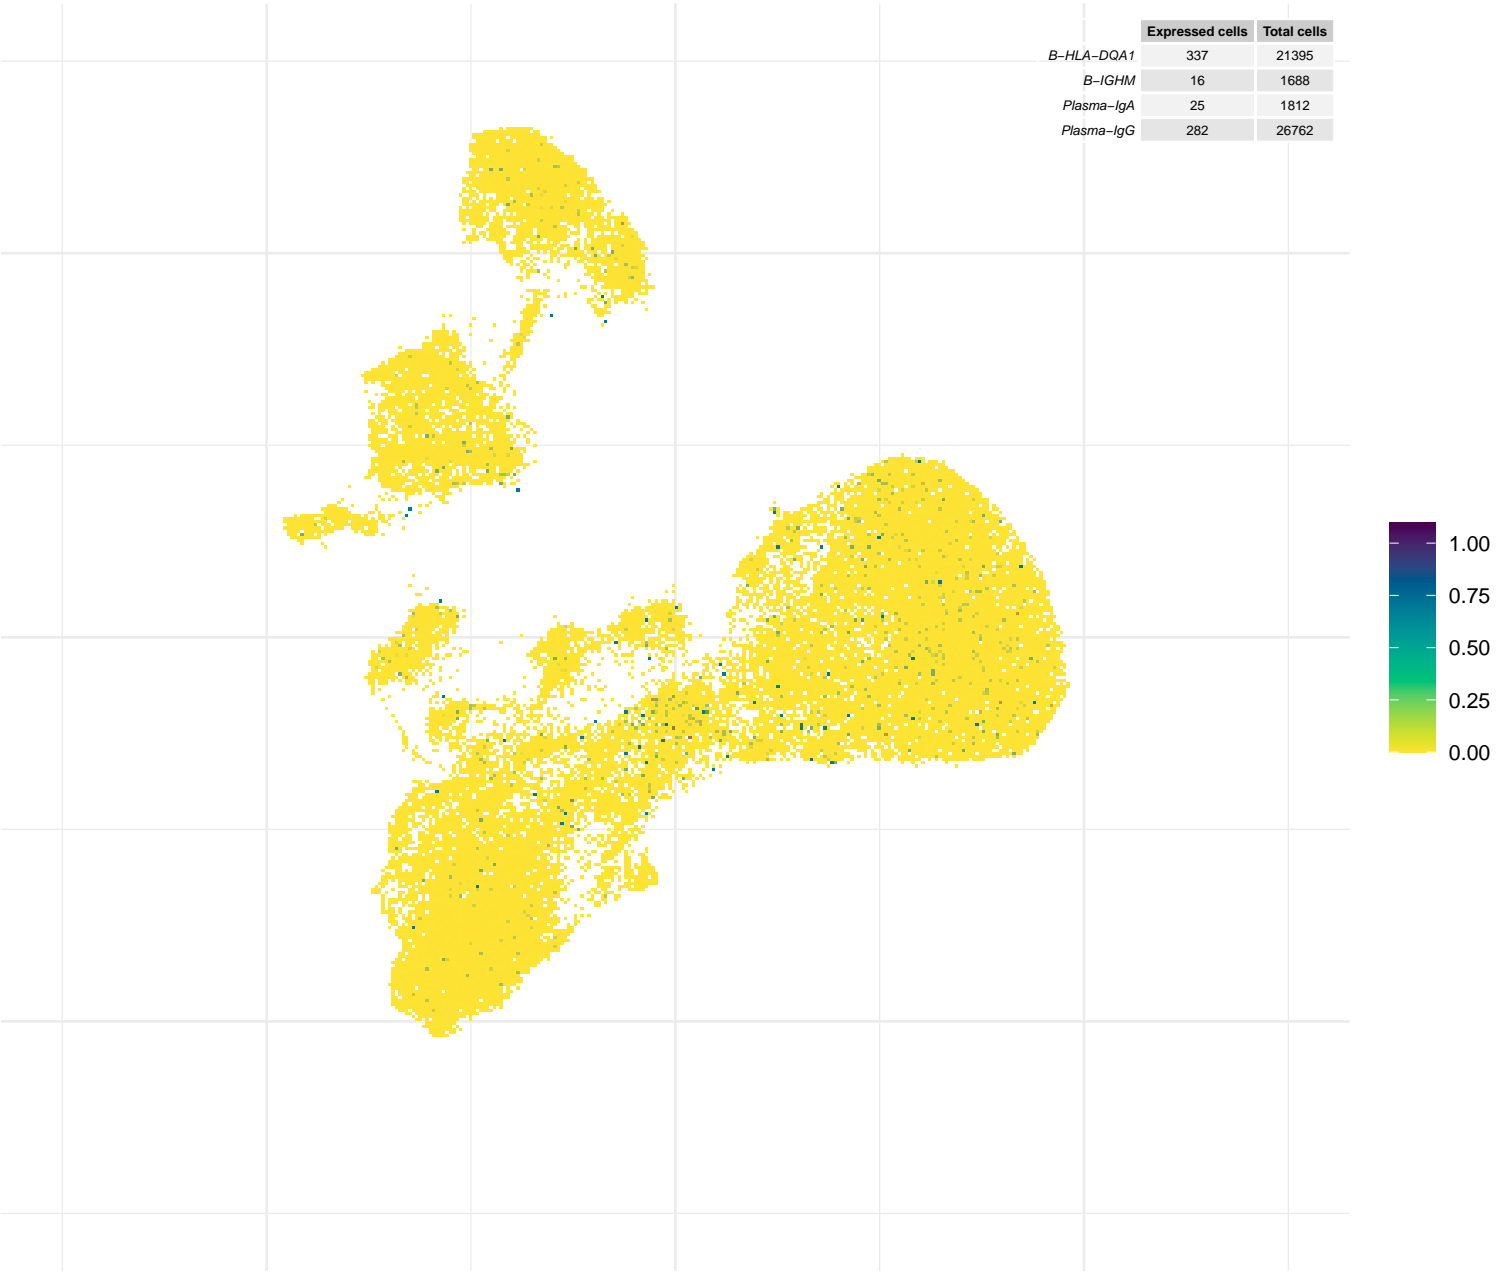 Expressed cells Total cells
B−HLA−DQA1 337 21395
B−IGHM 16 1688
Plasma−IgA 25 1812
Plasma−IgG 282 26762
1.00
0.75
0.50
0.25
0.00